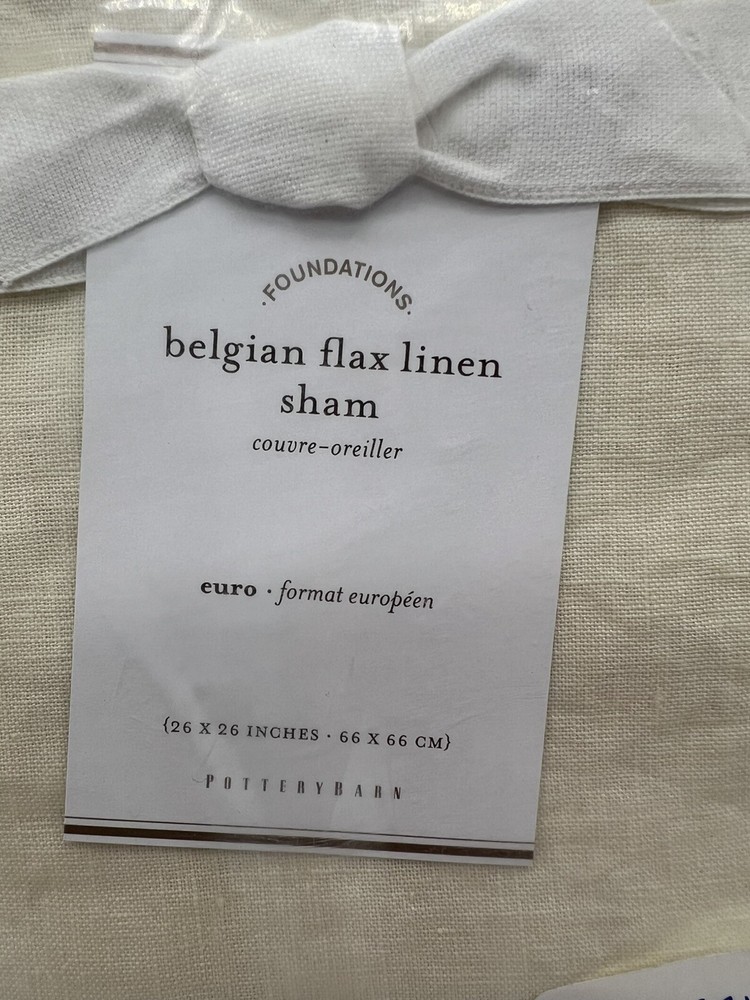 ·FOUNDATIONS·
belgian flax linen
sham
couvre-oreiller
euro · format européen
{26 X 26 INCHES · 66 X 66 CM}
POTTERYBARN